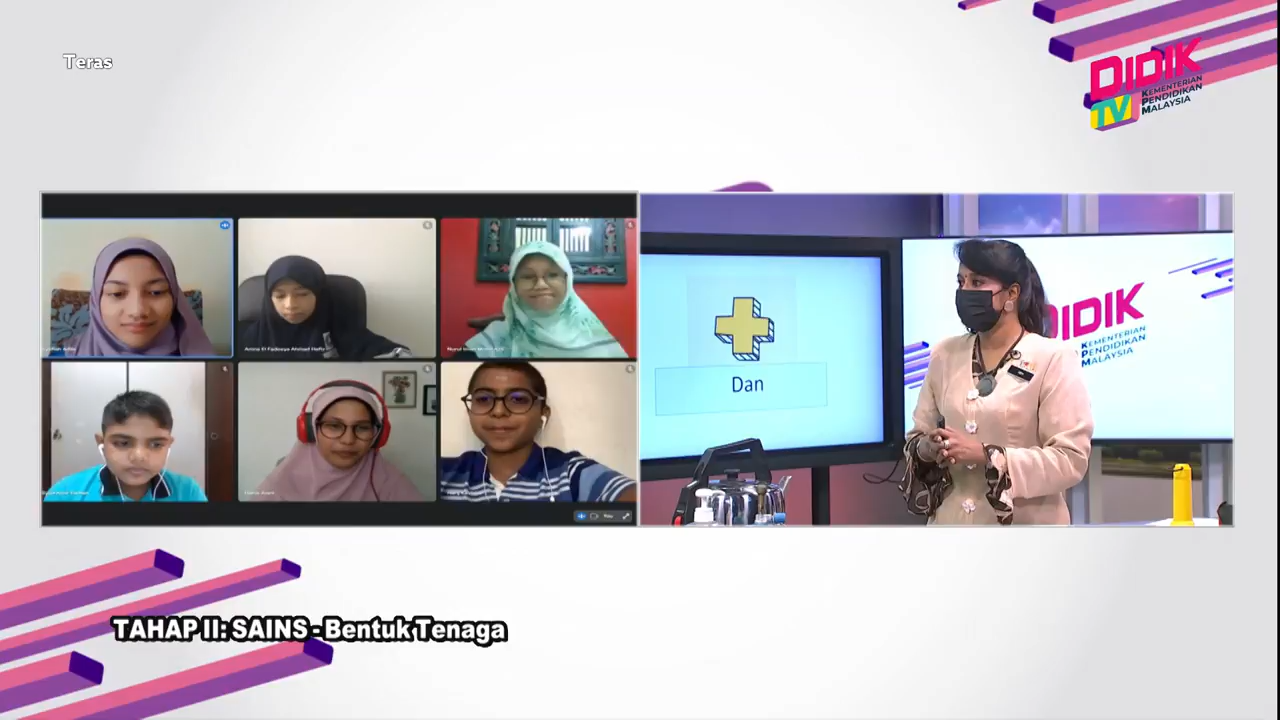 Teras
DIDIK
TV
KEMENTERIAN
PENDIDIKAN
MALAYSIA
Dan
DIDIK
KEMENTERIAN
PENDIDIKAN
MALAYSIA
TAHAP II: SAINS - Bentuk Tenaga